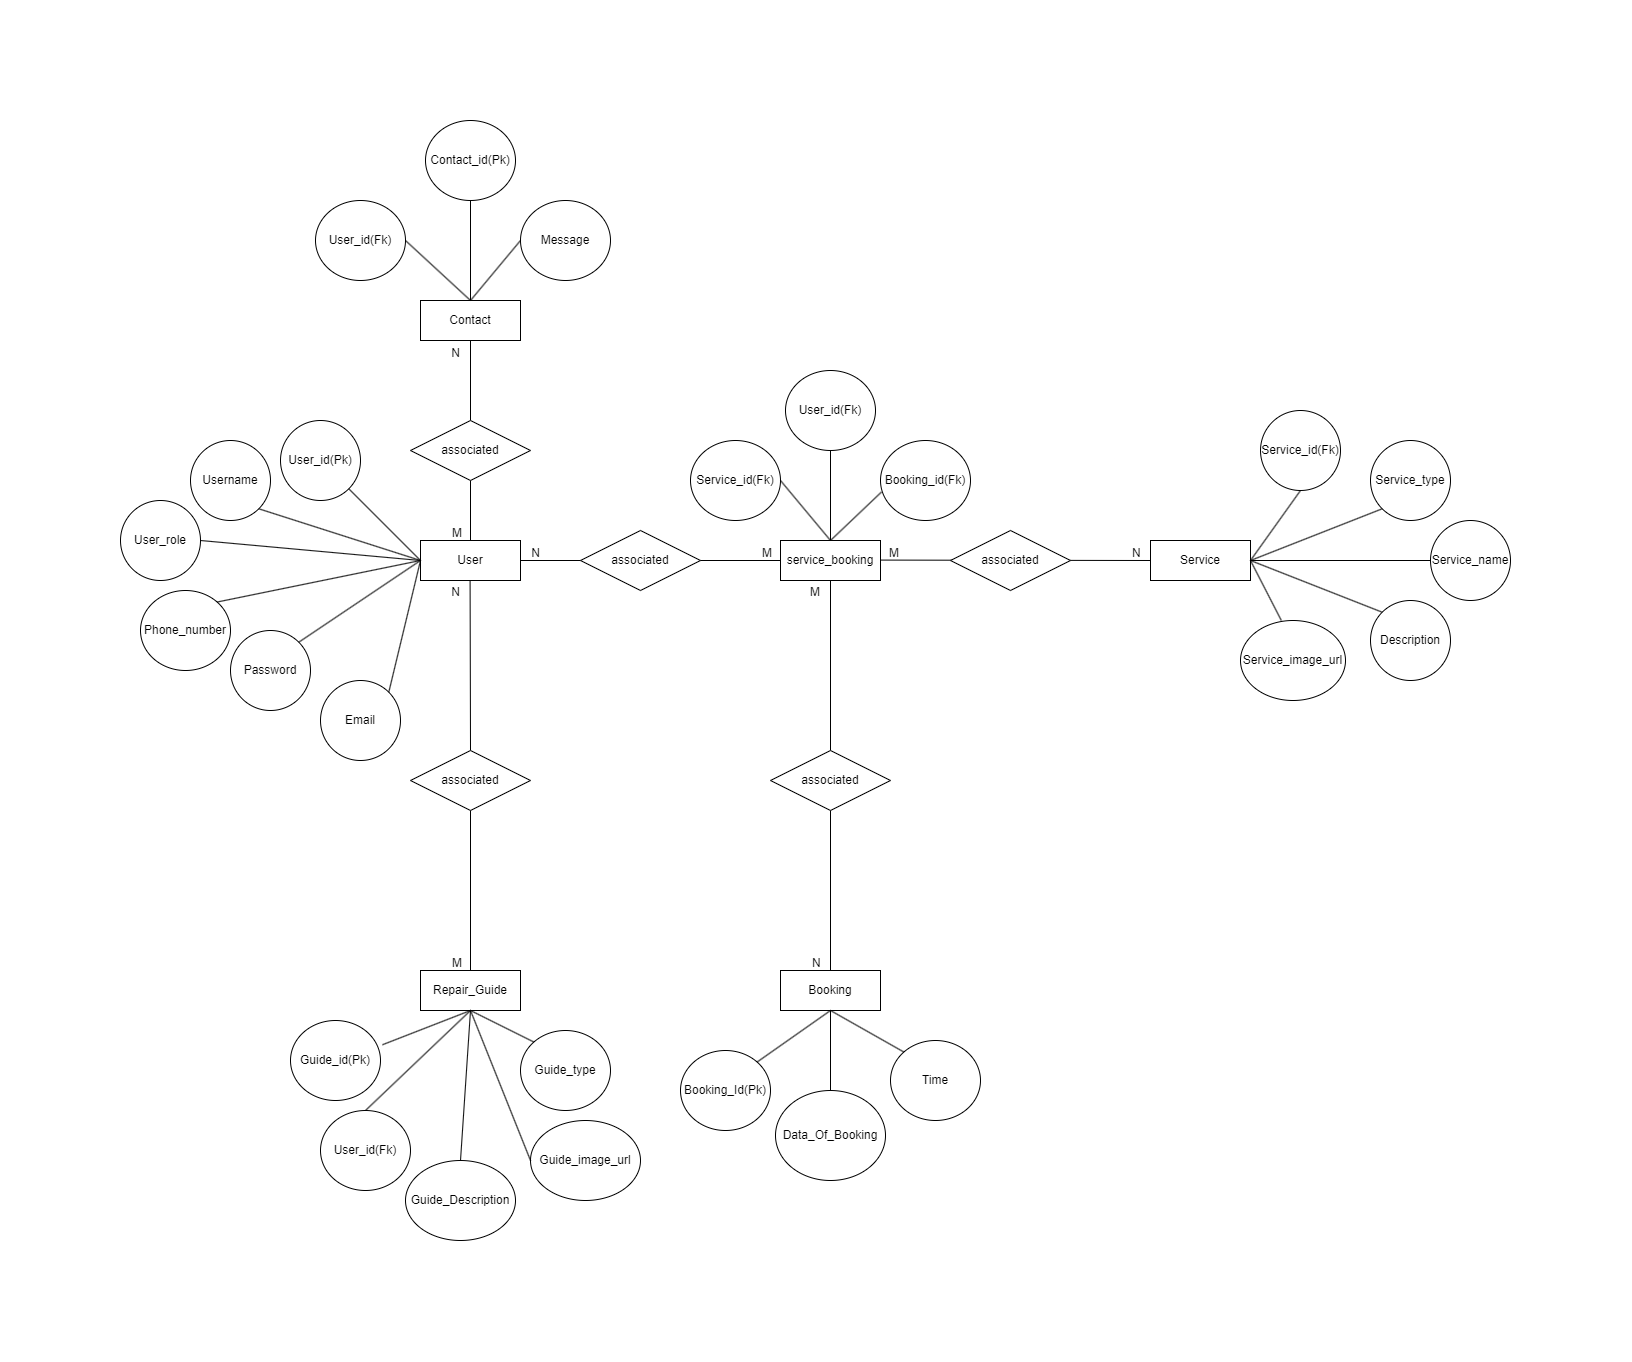 Contact_id(Pk)
User_id(Fk)
Message
Contact
N
associated
User_id(Pk)
Username
User_role
Phone_number
Password
Email
M
User
N
associated
M
User_id(Fk)
Service_id(Fk)
Booking_id(Fk)
service_booking
M
associated
N
Service
Service_id(Fk)
Service_type
Service_name
Description
Service_image_url
N
associated
M
Repair_Guide
Guide_id(Pk)
User_id(Fk)
Guide_Description
Guide_image_url
Guide_type
M
associated
N
Booking
Booking_Id(Pk)
Data_Of_Booking
Time